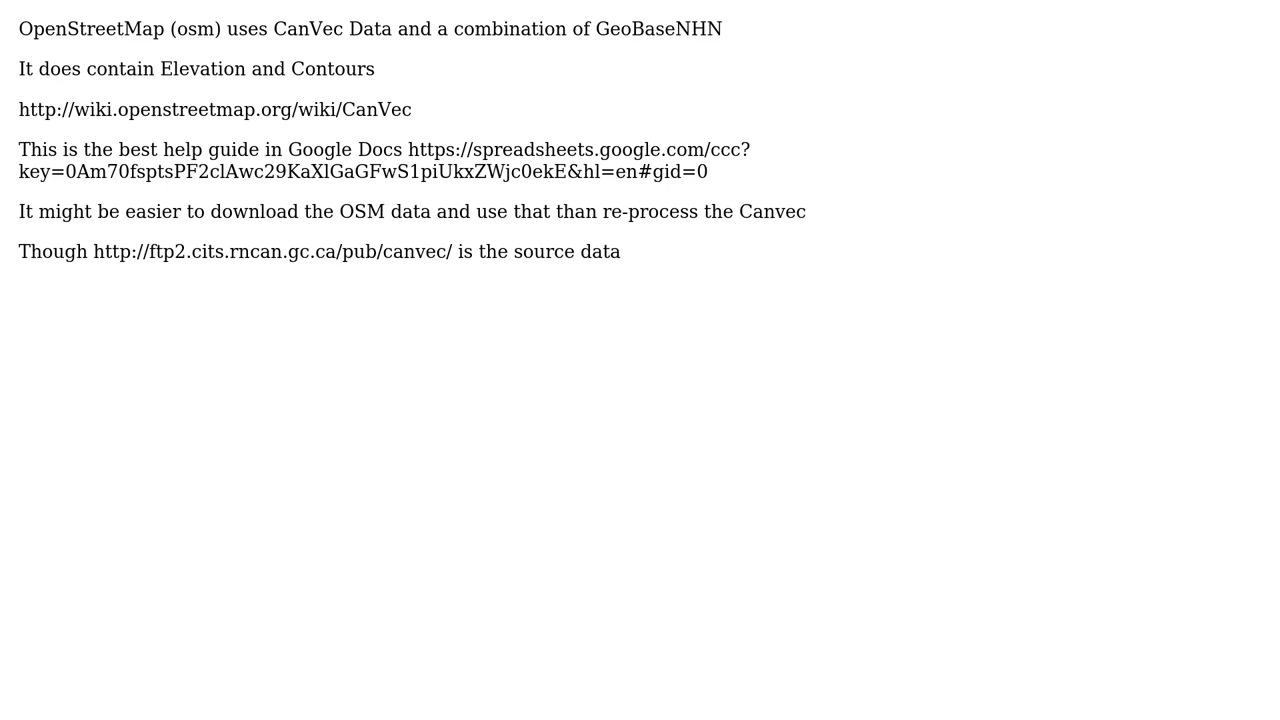 OpenStreetMap (osm) uses CanVec Data and a combination of GeoBaseNHN
It does contain Elevation and Contours
http://wiki.openstreetmap.org/wiki/CanVec
This is the best help guide in Google Docs https://spreadsheets.google.com/ccc?
key=0Am70fsptsPF2clAwc29KaXlGaGFwS1piUkxZWjc0ekE&hl=en#gid=0
It might be easier to download the OSM data and use that than re-process the Canvec
Though http://ftp2.cits.rncan.gc.ca/pub/canvec/ is the source data